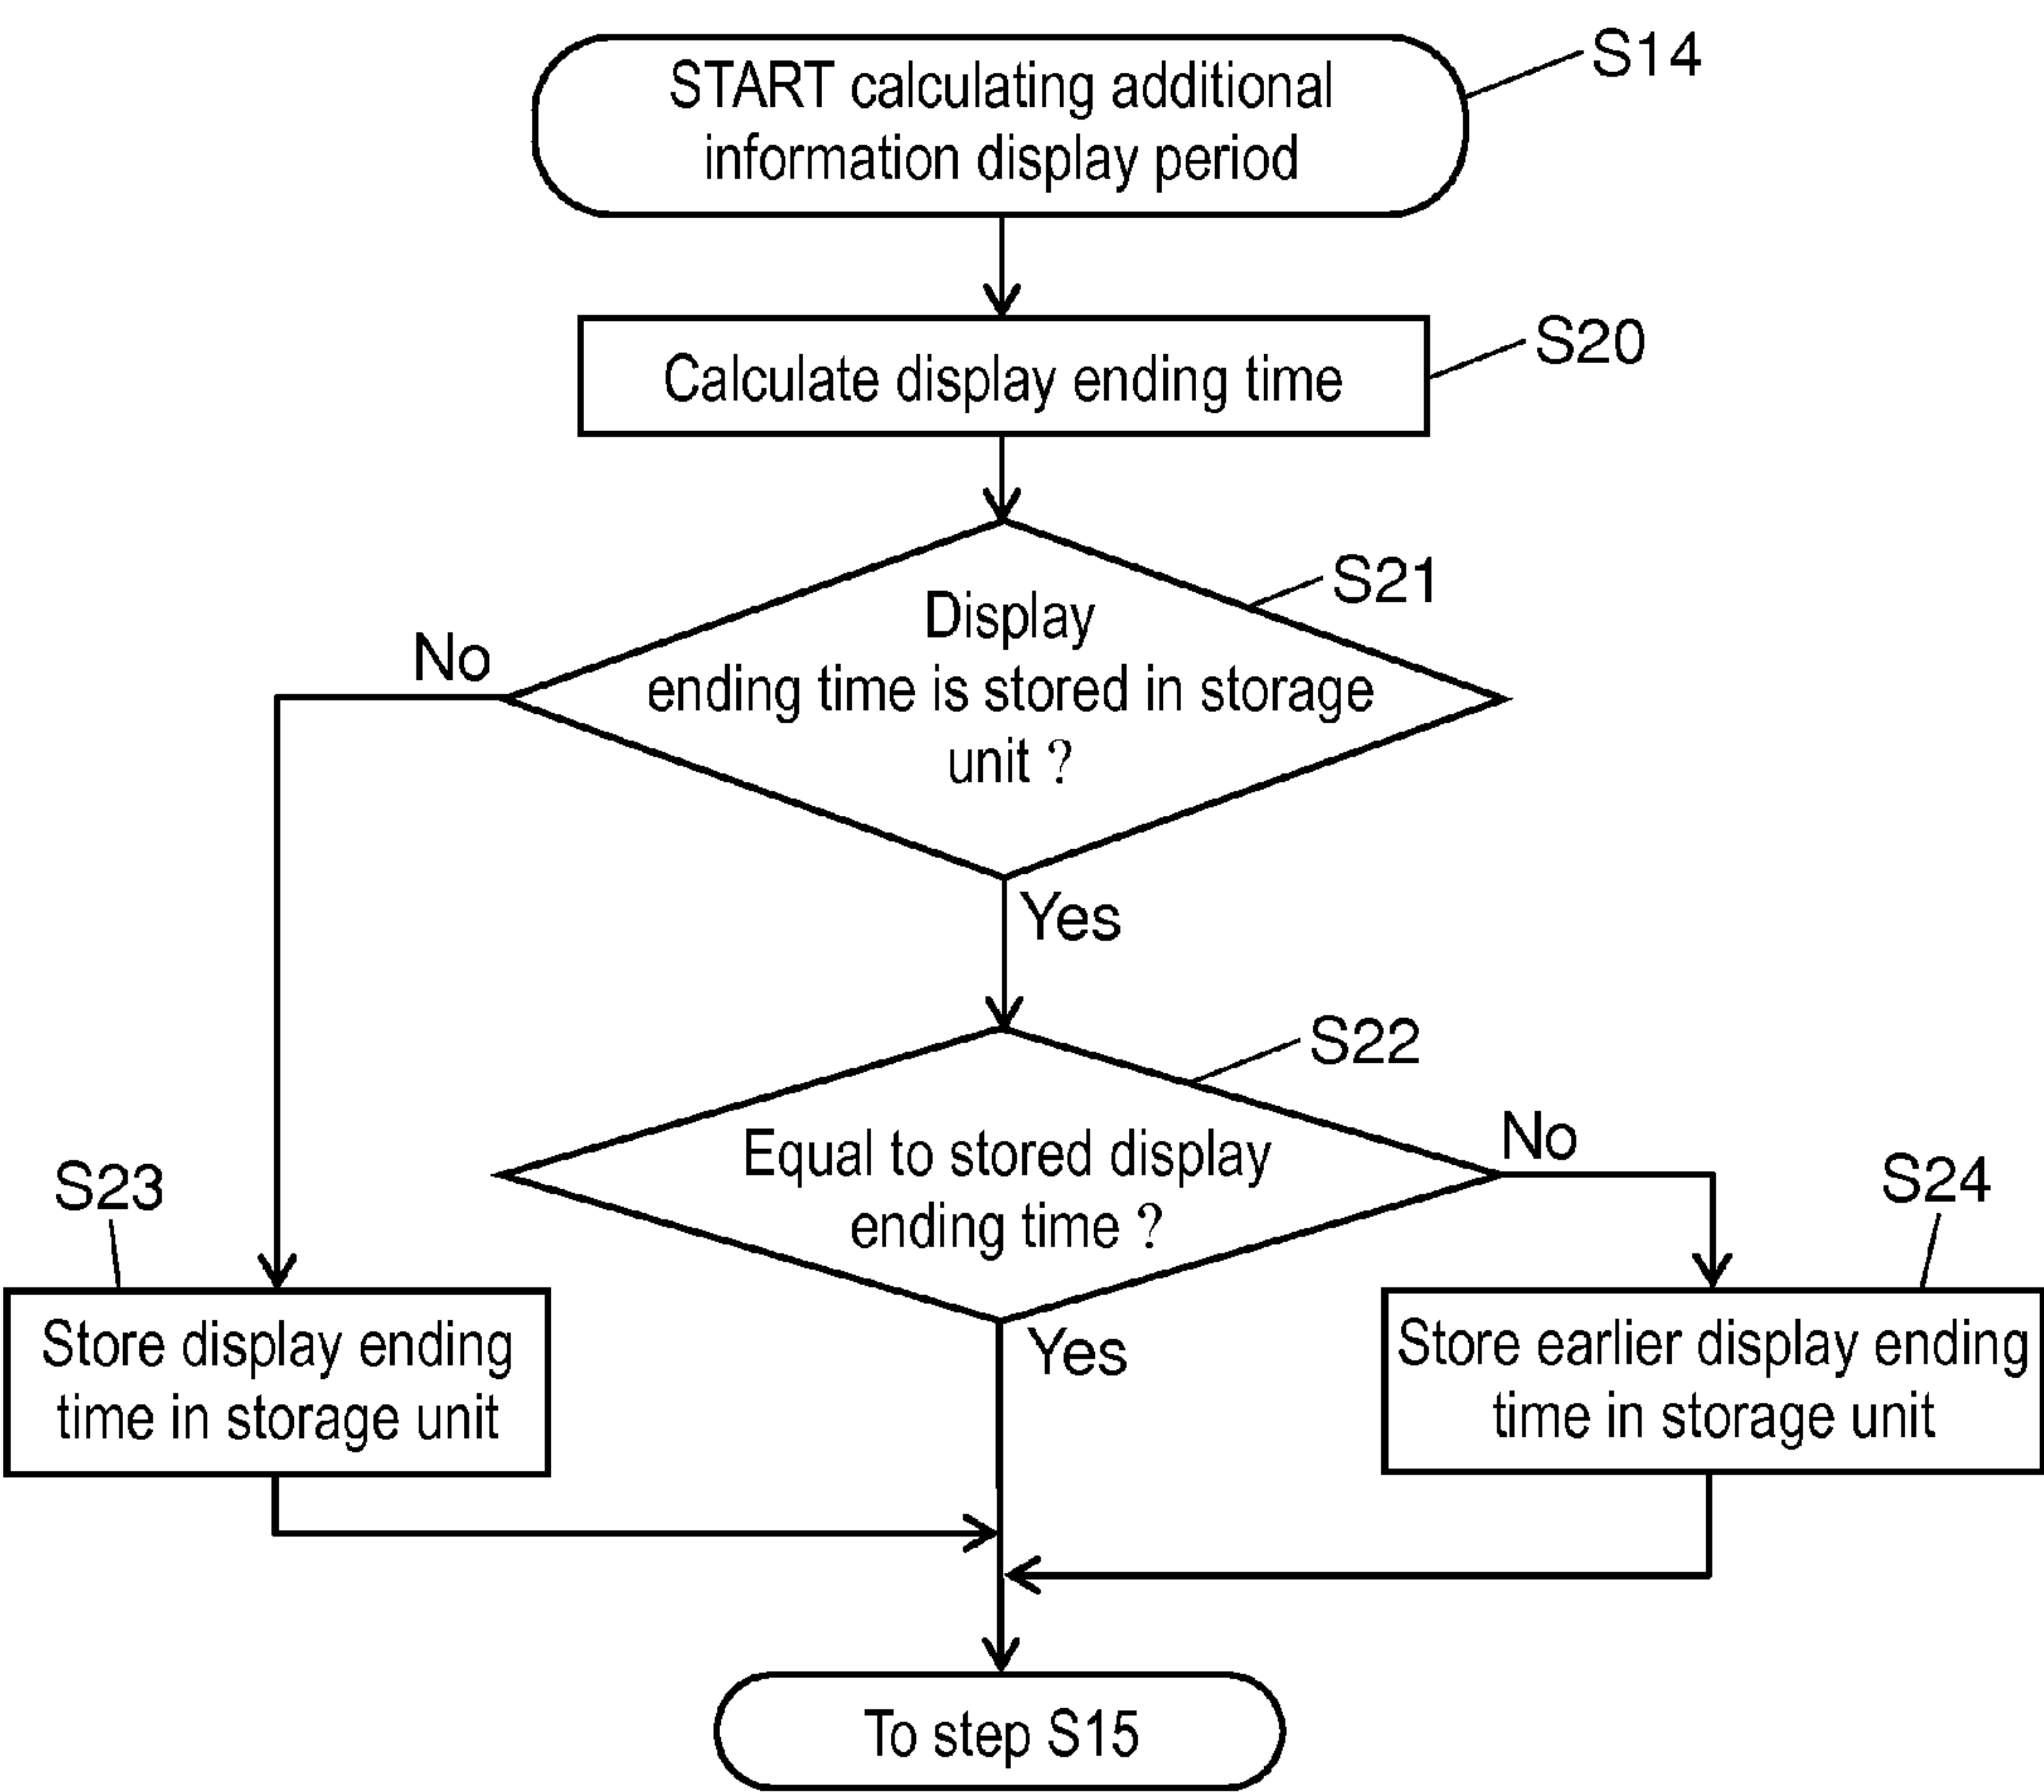 S14
START calculating additional
information display period
S20
Calculate display ending time
S21
Display
ending time is stored in storage
unit ?
No
Yes
S22
Equal to stored display
ending time ?
No
S23
S24
Store display ending
time in storage unit
Yes
Store earlier display ending
time in storage unit
To step S15